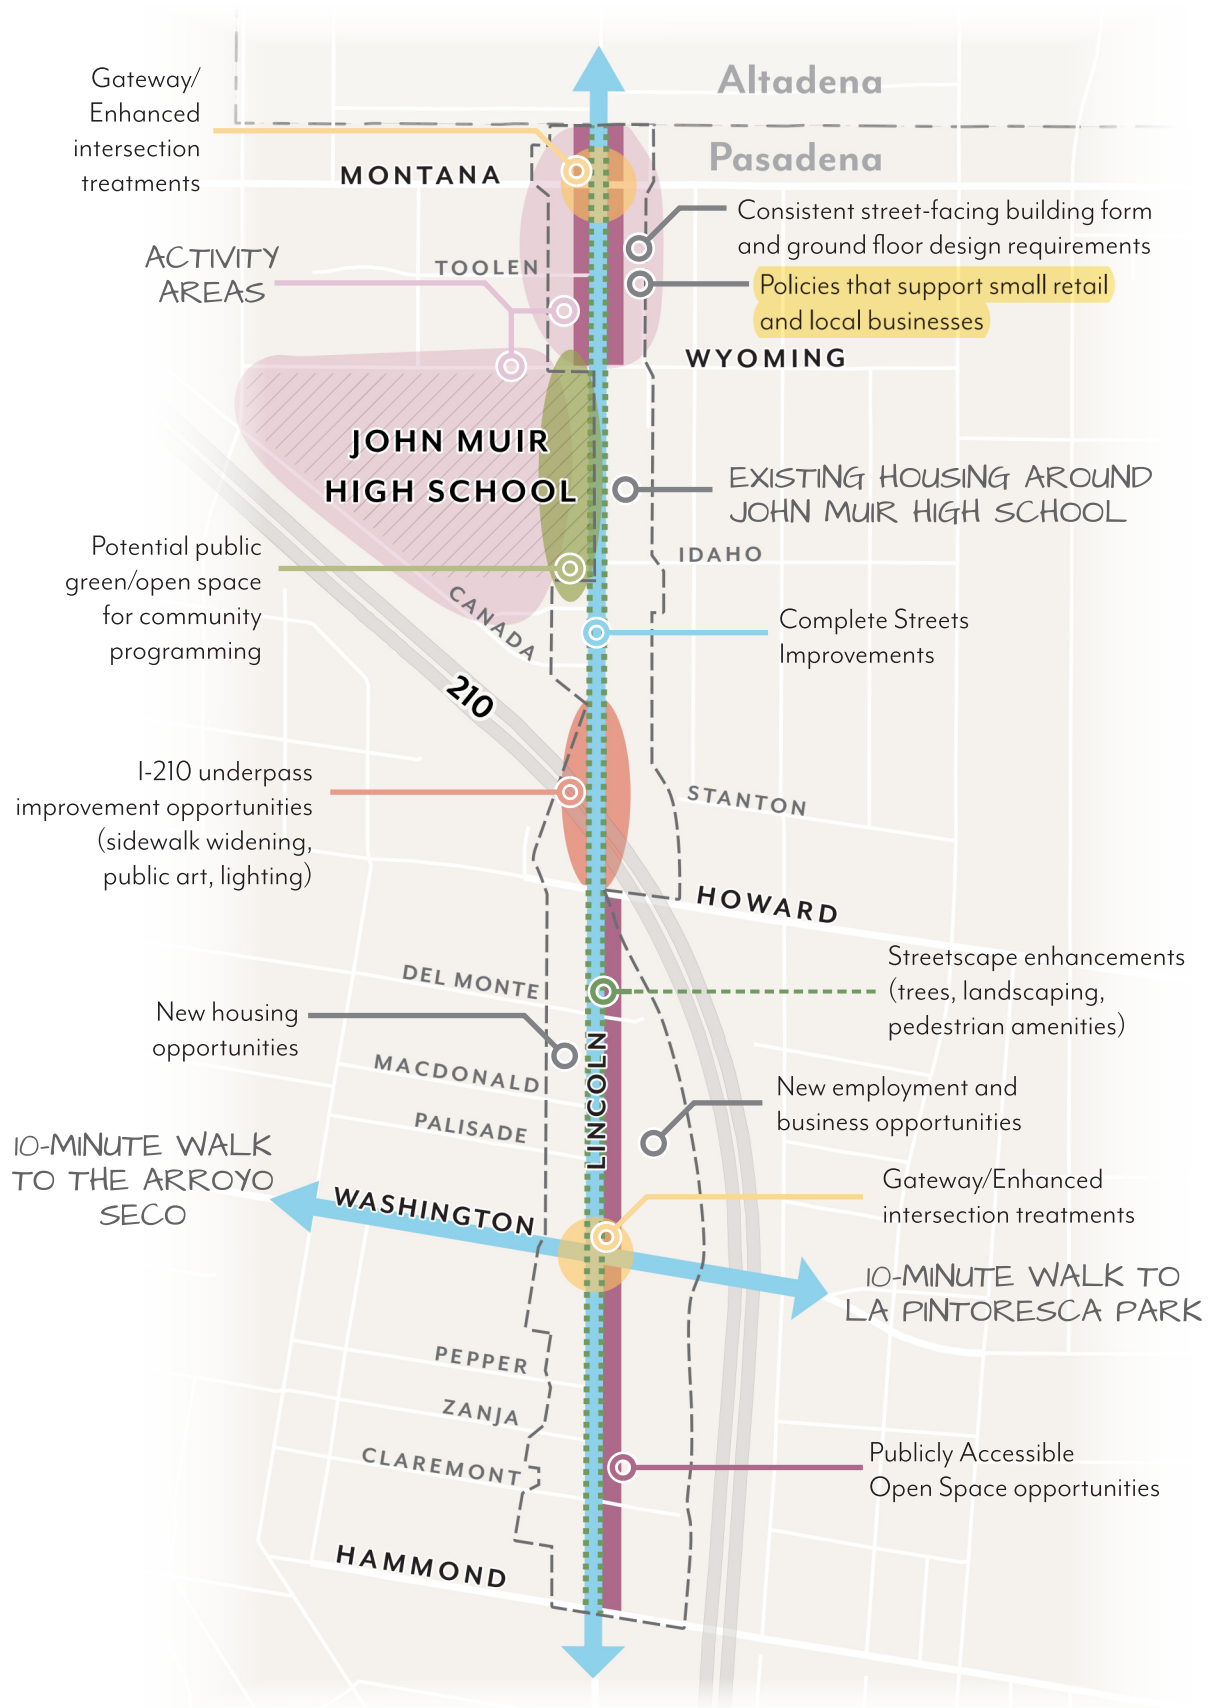 Altadena
Pasadena
Gateway/
Enhanced
intersection
treatments
MONTANA
Consistent street-facing building form
and ground floor design requirements
ACTIVITY
AREAS
TOOLEN
Policies that support small retail
and local businesses
WYOMING
JOHN MUIR
HIGH SCHOOL
EXISTING HOUSING AROUND
JOHN MUIR HIGH SCHOOL
Potential public
green/open space
for community
programming
IDAHO
CANADA
Complete Streets
Improvements
210
I-210 underpass
improvement opportunities
(sidewalk widening,
public art, lighting)
STANTON
HOWARD
Streetscape enhancements
(trees, landscaping,
pedestrian amenities)
DEL MONTE
New housing
opportunities
LINCOLN
MACDONALD
New employment and
business opportunities
PALISADE
10-MINUTE WALK
TO THE ARROYO
SECO
WASHINGTON
Gateway/Enhanced
intersection treatments
10-MINUTE WALK TO
LA PINTORESCA PARK
PEPPER
ZANJA
CLAREMONT
Publicly Accessible
Open Space opportunities
HAMMOND